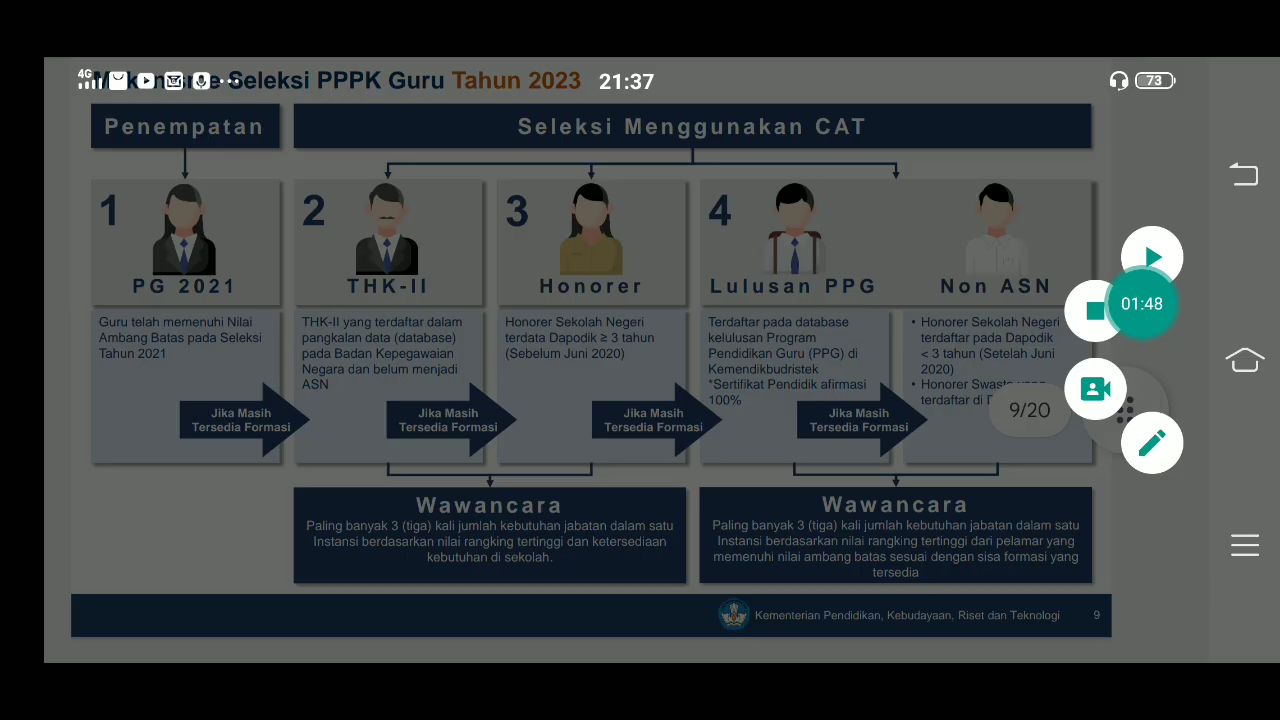 4G
21:37
73
Mekanisme Seleksi PPPK Guru Tahun 2023
Penempatan
Seleksi Menggunakan CAT
1
PG 2021
2
THK-II
3
Honorer
4
Lulusan PPG
Non ASN
Guru telah memenuhi Nilai
Ambang Batas pada Seleksi
Tahun 2021
THK-II yang terdaftar dalam
pangkalan data (database)
pada Badan Kepegawaian
Negara dan belum menjadi
ASN
Honorer Sekolah Negeri
terdata Dapodik ≥ 3 tahun
(Sebelum Juni 2020)
Terdaftar pada database
kelulusan Program
Pendidikan Guru (PPG) di
Kemendikbudristek
*Sertifikat Pendidik afirmasi
100%
• Honorer Sekolah Negeri
terdaftar pada Dapodik
< 3 tahun (Setelah Juni
2020)
• Honorer Swasta yang
terdaftar di
Jika Masih
Tersedia Formasi
Jika Masih
Tersedia Formasi
Jika Masih
Tersedia Formasi
Jika Masih
Tersedia Formasi
01:48
9/20
Wawancara
Paling banyak 3 (tiga) kali jumlah kebutuhan jabatan dalam satu
Instansi berdasarkan nilai rangking tertinggi dan ketersediaan
kebutuhan di sekolah.
Wawancara
Paling banyak 3 (tiga) kali jumlah kebutuhan jabatan dalam satu
Instansi berdasarkan nilai rangking tertinggi dari pelamar yang
memenuhi nilai ambang batas sesuai dengan sisa formasi yang
tersedia
Kementerian Pendidikan, Kebudayaan, Riset dan Teknologi
9